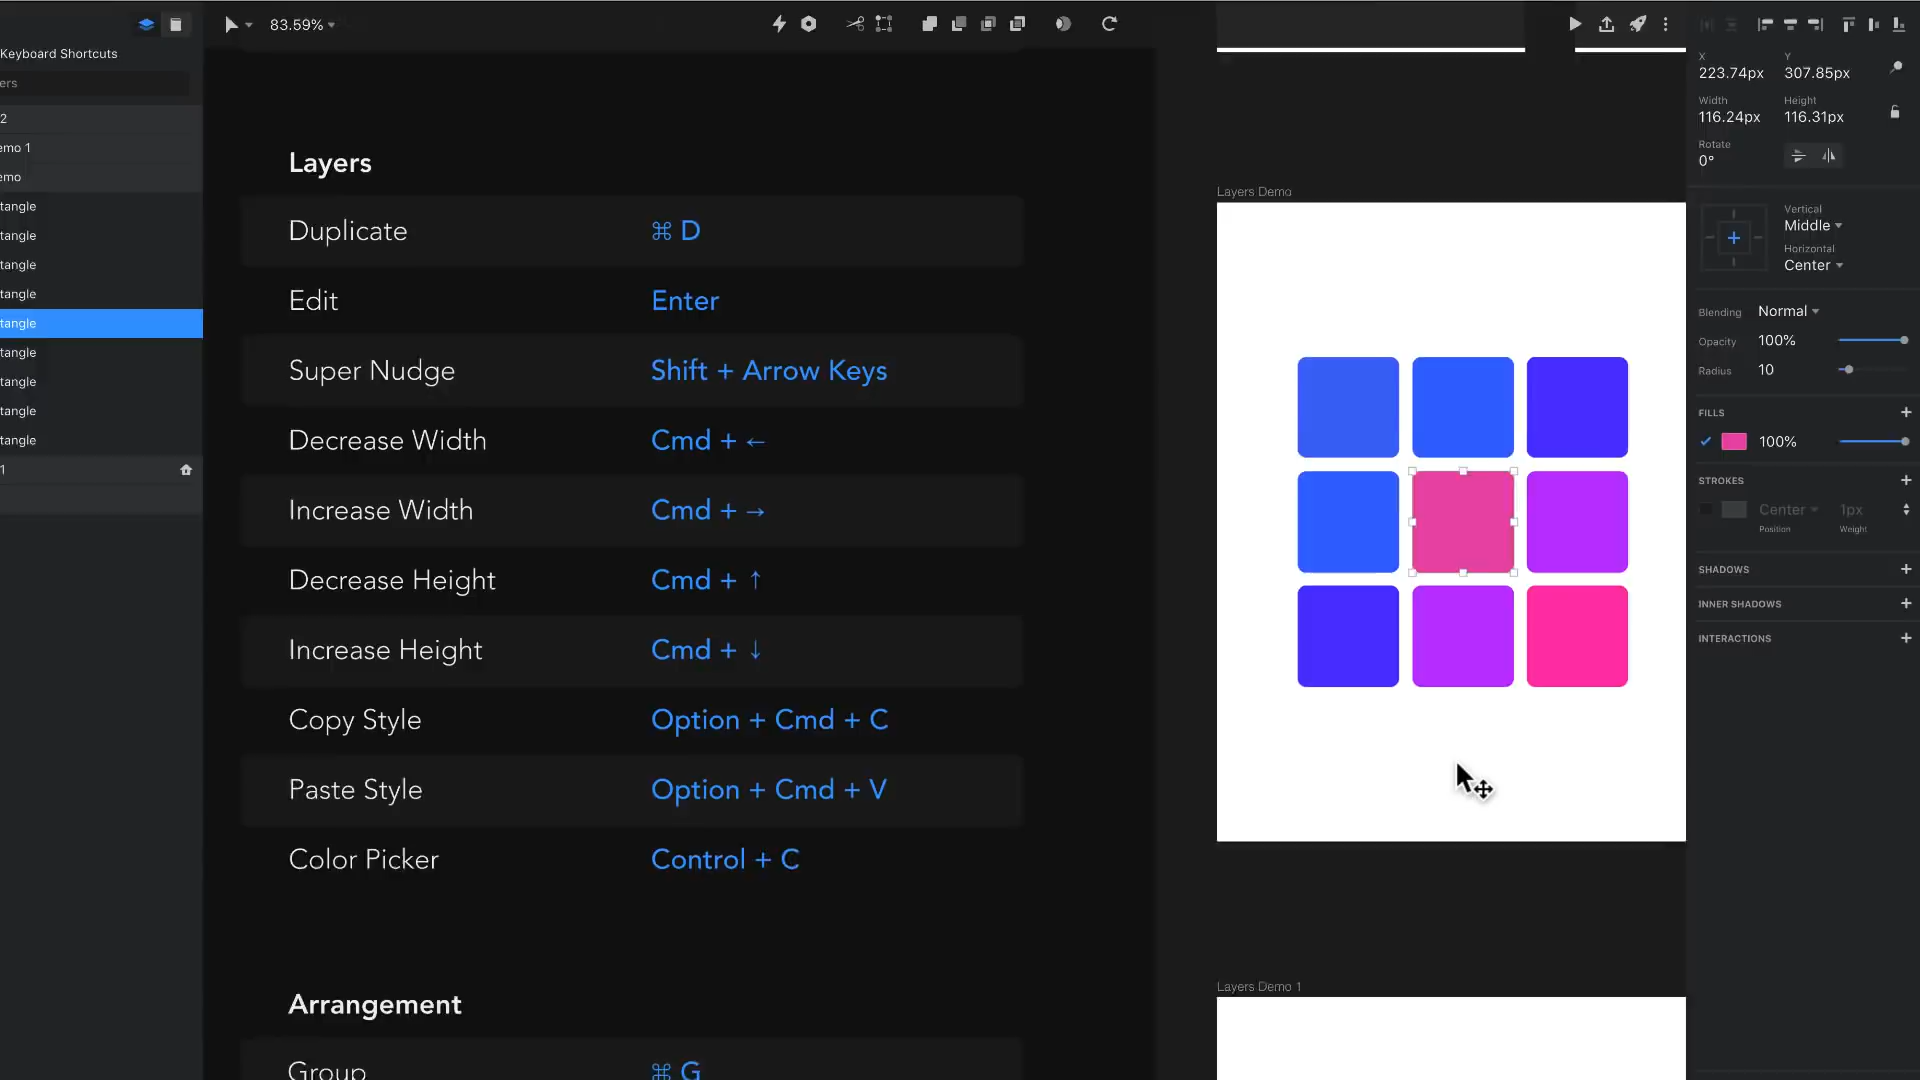 83.59%
Keyboard Shortcuts
ers
2
emo 1
emo
tangle
tangle
tangle
tangle
tangle
tangle
tangle
tangle
tangle
1
Layers
Duplicate ⌘ D
Edit Enter
Super Nudge Shift + Arrow Keys
Decrease Width Cmd + ←
Increase Width Cmd + →
Decrease Height Cmd + ↑
Increase Height Cmd + ↓
Copy Style Option + Cmd + C
Paste Style Option + Cmd + V
Color Picker Control + C
Arrangement
Group ⌘ G
Layers Demo
Layers Demo 1
X Y
223.74px 307.85px
Width Height
116.24px 116.31px
Rotate
0°
Vertical
Middle
Horizontal
Center
Blending Normal
Opacity 100%
Radius 10
FILLS
100%
STROKES
Center 1px
Position Weight
SHADOWS
INNER SHADOWS
INTERACTIONS